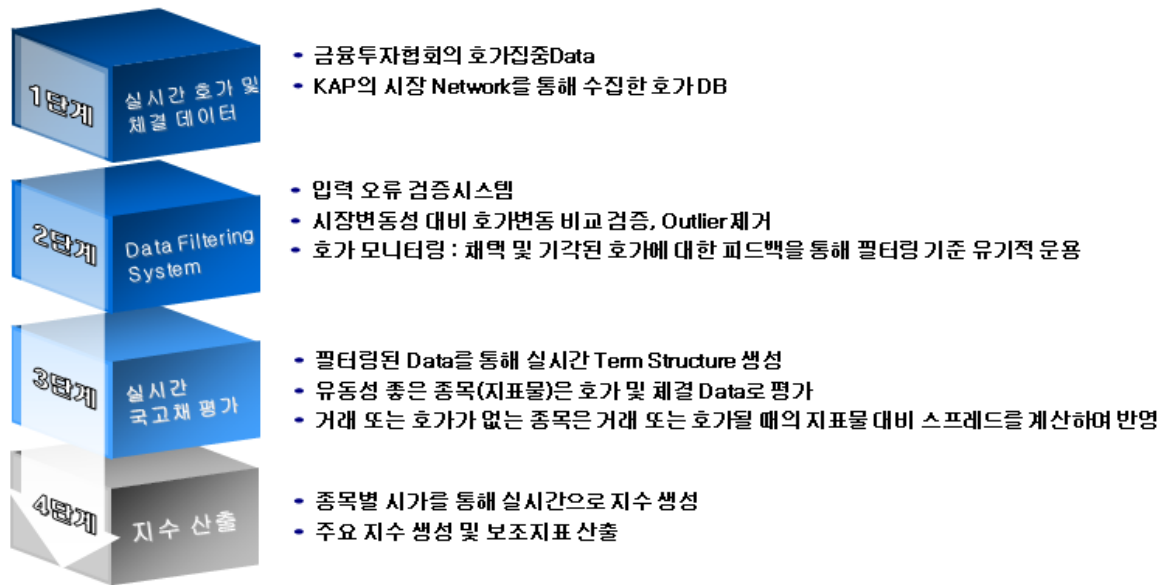 1단계
실시간 호가 및
체결 데이터
• 금융투자협회의 호가집중Data
• KAP의 시장 Network를 통해 수집한 호가 DB
2단계
Data Filtering
System
• 입력 오류 검증시스템
• 시장변동성 대비 호가변동 비교 검증, Outlier 제거
• 호가 모니터링 : 채택 및 기각된 호가에 대한 피드백을 통해 필터링 기준 유기적 운용
3단계
실시간
국고채 평가
• 필터링된 Data를 통해 실시간 Term Structure 생성
• 유동성 좋은 종목(지표물)은 호가 및 체결 Data로 평가
• 거래 또는 호가가 없는 종목은 거래 또는 호가될 때의 지표물 대비 스프레드를 계산하여 반영
4단계
지수 산출
• 종목별 시가를 통해 실시간으로 지수 생성
• 주요 지수 생성 및 보조지표 산출